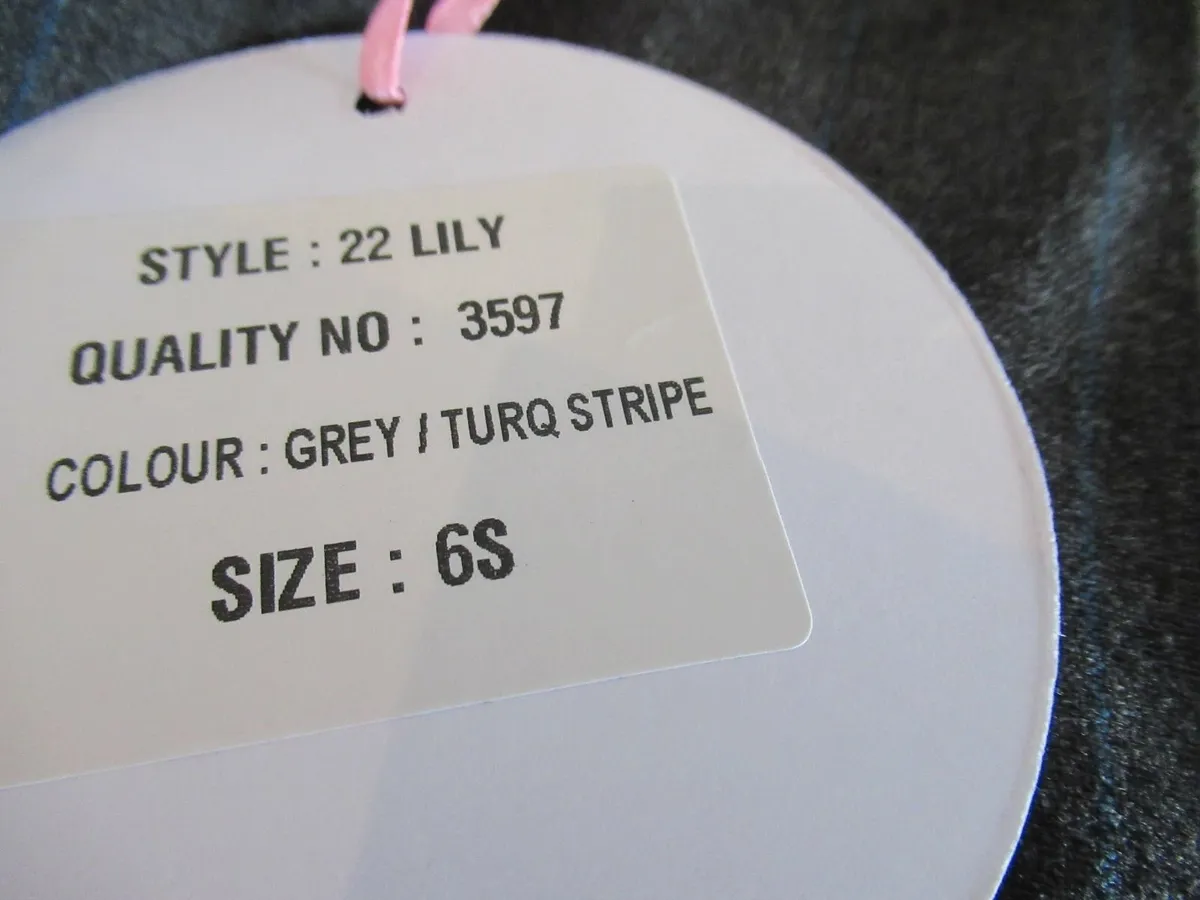 STYLE : 22 LILY
QUALITY NO : 3597
COLOUR : GREY / TURQ STRIPE
SIZE : 6S